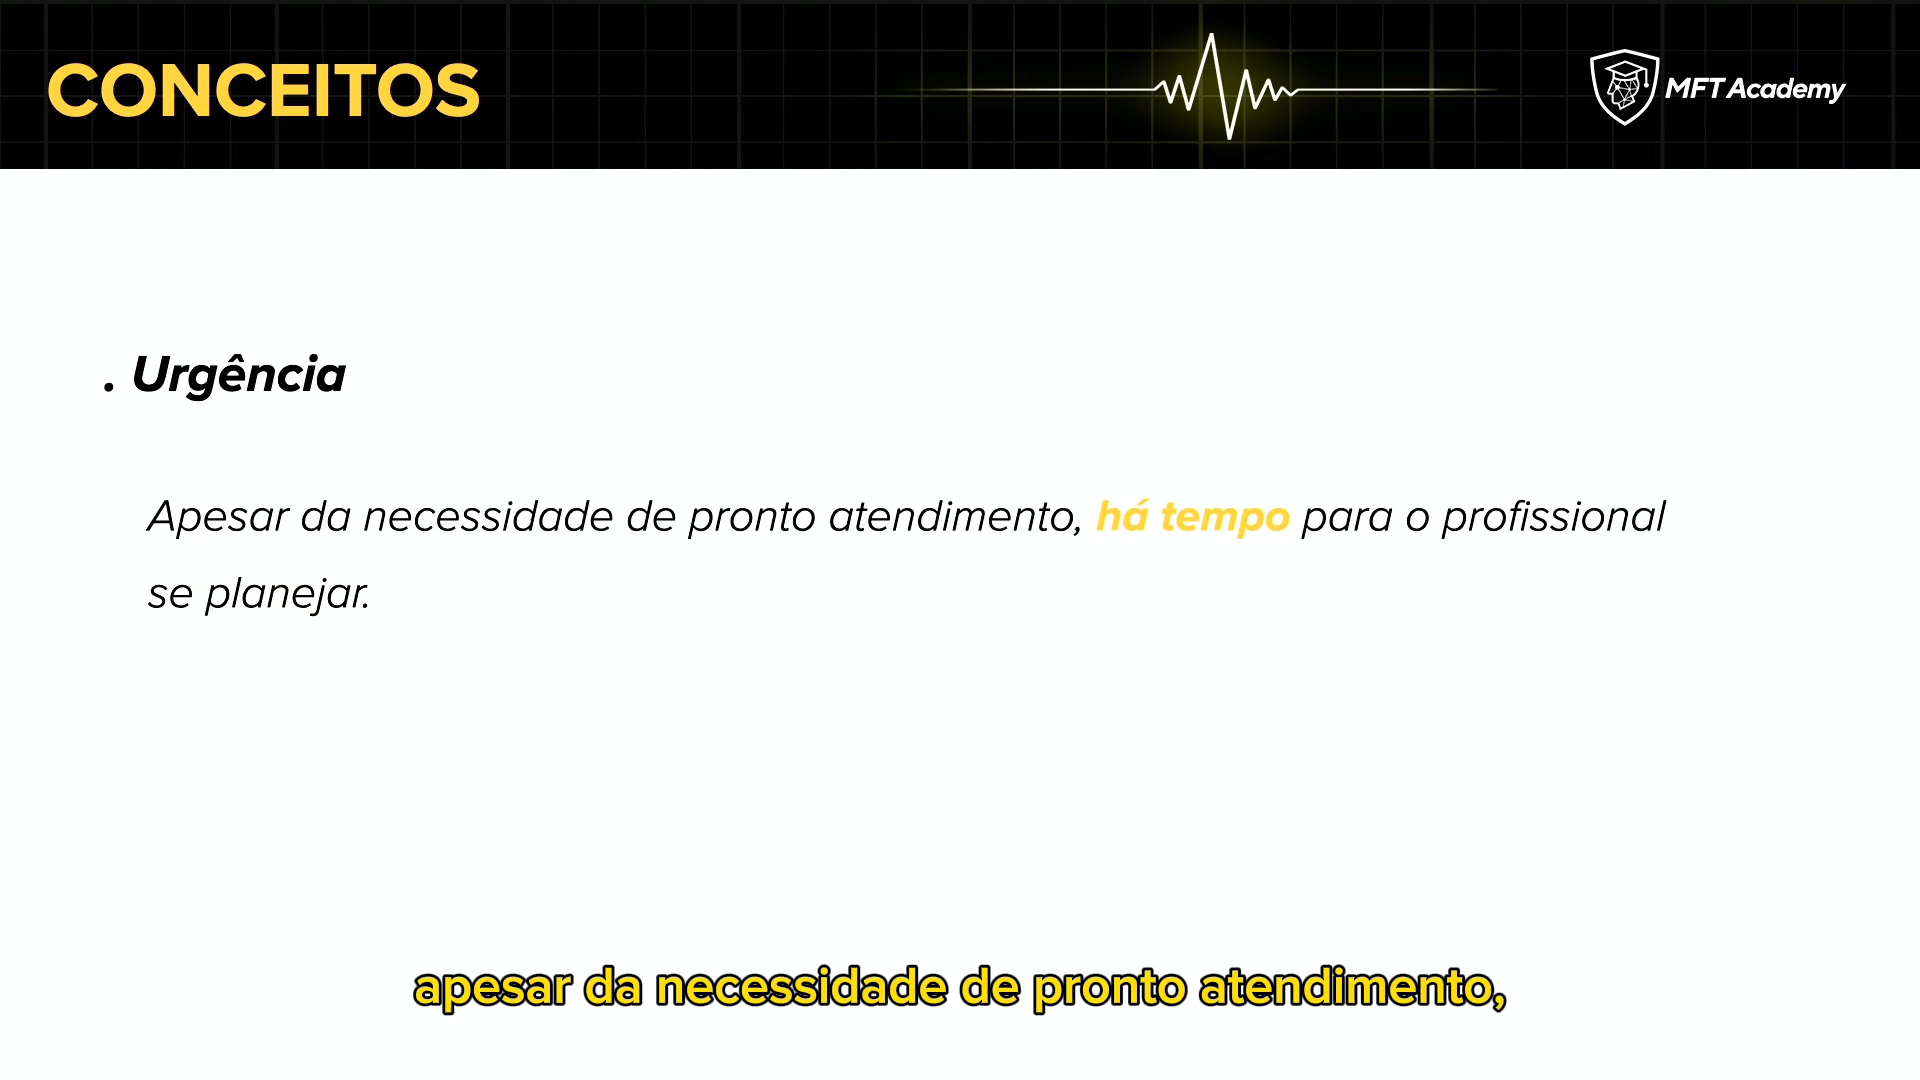 CONCEITOS
MFT Academy
. Urgência
Apesar da necessidade de pronto atendimento, há tempo para o profissional
se planejar.
apesar da necessidade de pronto atendimento,